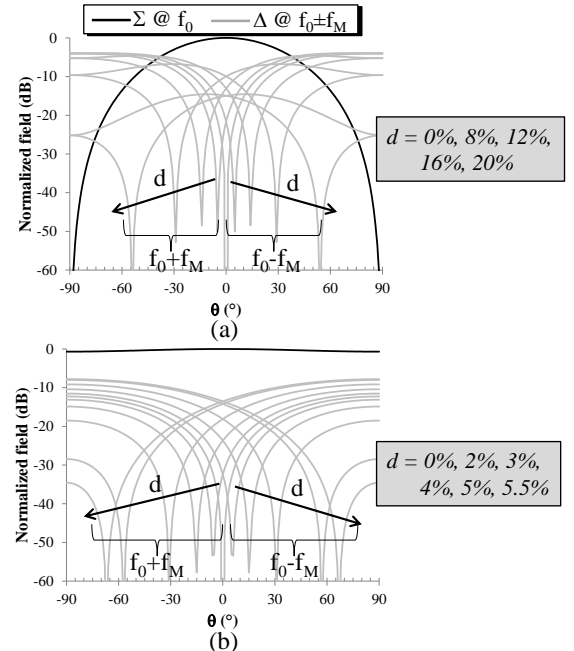 Σ @ f0 Δ @ f0±fM
0
-10
-20
-30
-40
-50
-60
Normalized field (dB)
d d
f0+fM f0-fM
-90 -60 -30 0 30 60 90
θ (°)
(a)
d = 0%, 8%, 12%,
16%, 20%
0
-10
-20
-30
-40
-50
-60
Normalized field (dB)
d d
f0+fM f0-fM
-90 -60 -30 0 30 60 90
θ (°)
(b)
d = 0%, 2%, 3%,
4%, 5%, 5.5%